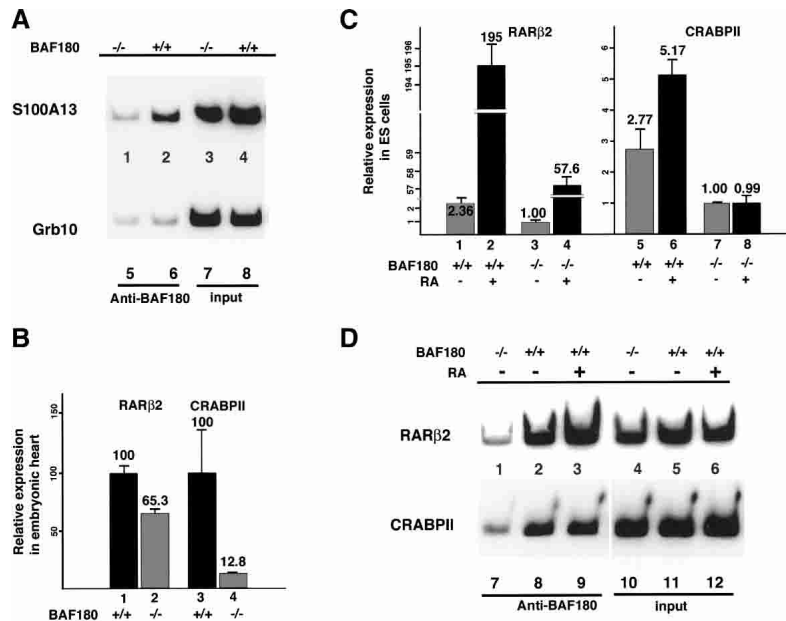 A
BAF180 -/- +/+ -/- +/+
S100A13
1 2 3 4
Grb10
5 6 7 8
Anti-BAF180 input
B
Relative expression
in embryonic heart
150
100
50
RARβ2 CRABPII
100 65.3 100 12.8
1 2 3 4
BAF180 +/+ -/- +/+ -/-
C
Relative expression
in ES cells
RARβ2
196
195
194
59
58
57
2
1
2.36 195 1.00 57.6
1 2 3 4
CRABPII
6
5
4
3
2
1
2.77 5.17 1.00 0.99
5 6 7 8
BAF180 +/+ +/+ -/- -/- +/+ +/+ -/- -/-
RA - + - + - + - +
D
BAF180 -/- +/+ +/+ -/- +/+ +/+
RA - - + - - +
RARβ2
1 2 3 4 5 6
CRABPII
7 8 9 10 11 12
Anti-BAF180 input